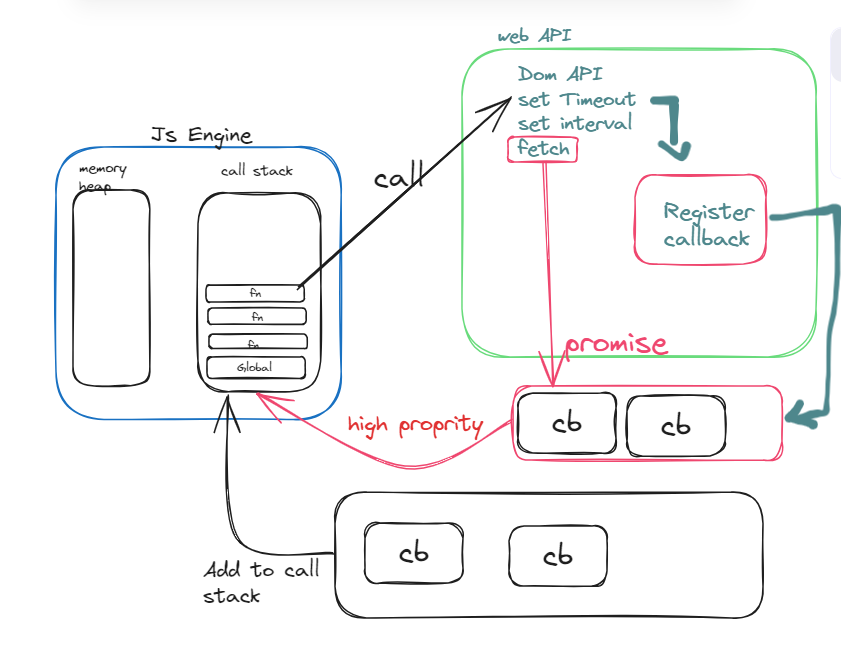 web API
Dom API
set Timeout
set interval
fetch
Js Engine
memory
heap
call stack
call
Register
callback
fn
fn
fn
Global
promise
high proprity
cb
cb
cb
cb
Add to call
stack